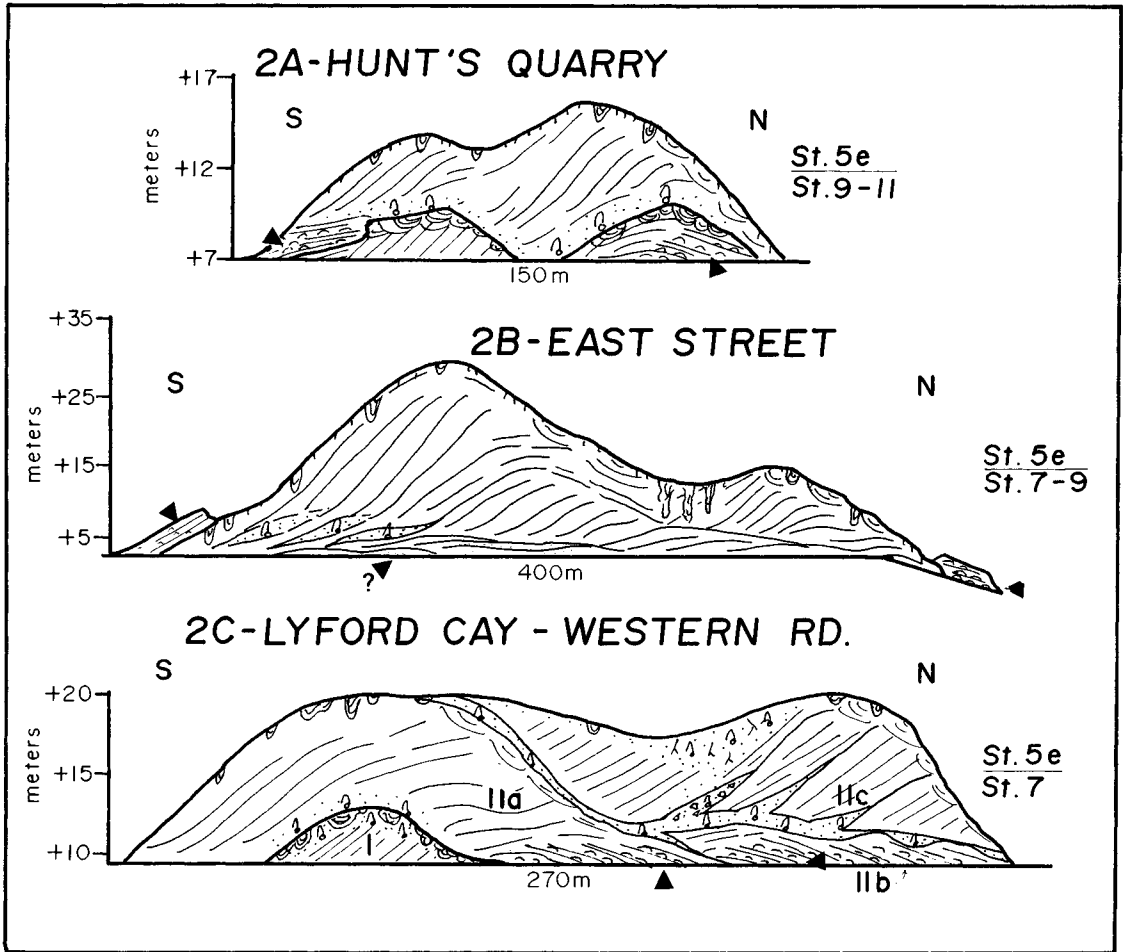 2A-HUNT'S QUARRY
+17
S
N
St. 5e
St. 9-11
meters
+12
+7
150m
+35
2B-EAST STREET
S
N
+25
meters
St. 5e
St. 7-9
+15
+5
?
400m
2C-LYFORD CAY - WESTERN RD.
S
N
+20
meters
St. 5e
St. 7
+15
IIa
IIc
I
+10
270m
IIb